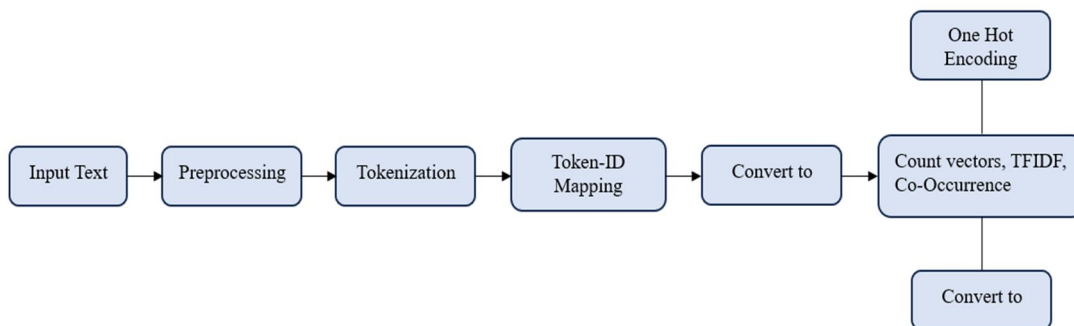 One Hot
Encoding
Input Text
Preprocessing
Tokenization
Token-ID
Mapping
Convert to
Count vectors, TFIDF,
Co-Occurrence
Convert to